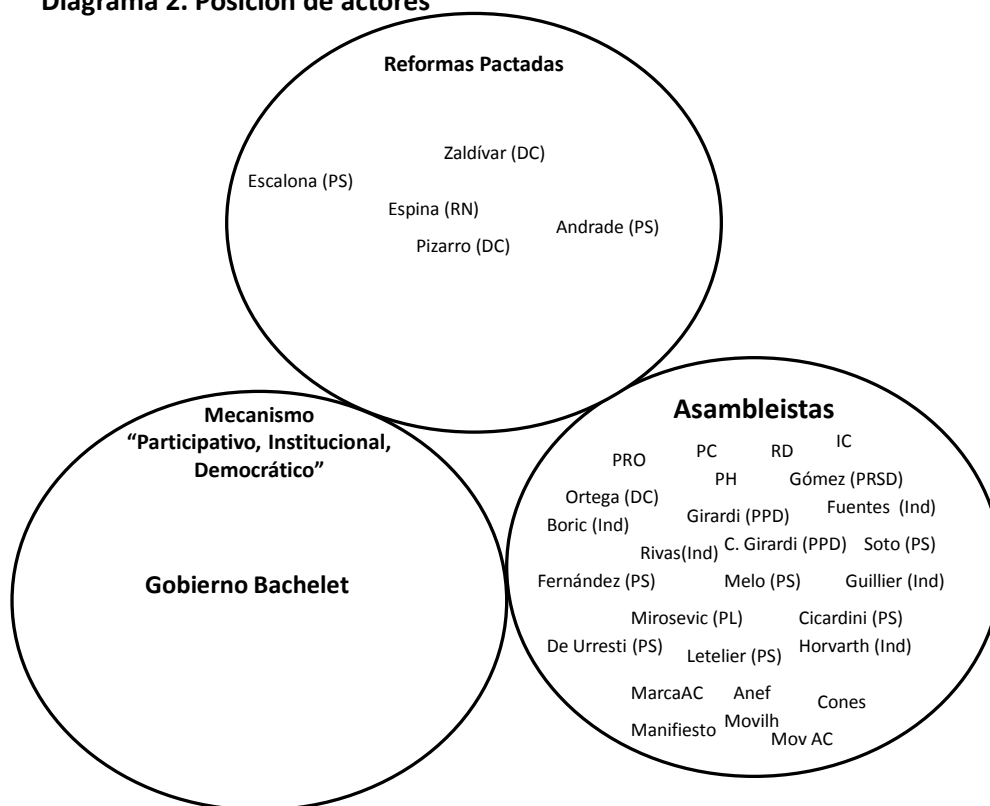 Diagrama 2. Posición de actores
Reformas Pactadas
Zaldívar (DC)
Escalona (PS)
Espina (RN)
Andrade (PS)
Pizarro (DC)
Mecanismo
“Participativo, Institucional,
Democrático”
Gobierno Bachelet
Asambleistas
PRO PC RD IC
PH Gómez (PRSD)
Ortega (DC)
Boric (Ind) Girardi (PPD) Fuentes (Ind)
Rivas(Ind) C. Girardi (PPD) Soto (PS)
Fernández (PS) Melo (PS) Guillier (Ind)
Mirosevic (PL) Cicardini (PS)
De Urresti (PS) Letelier (PS) Horvarth (Ind)
MarcaAC Anef Cones
Manifiesto Movilh
Mov AC